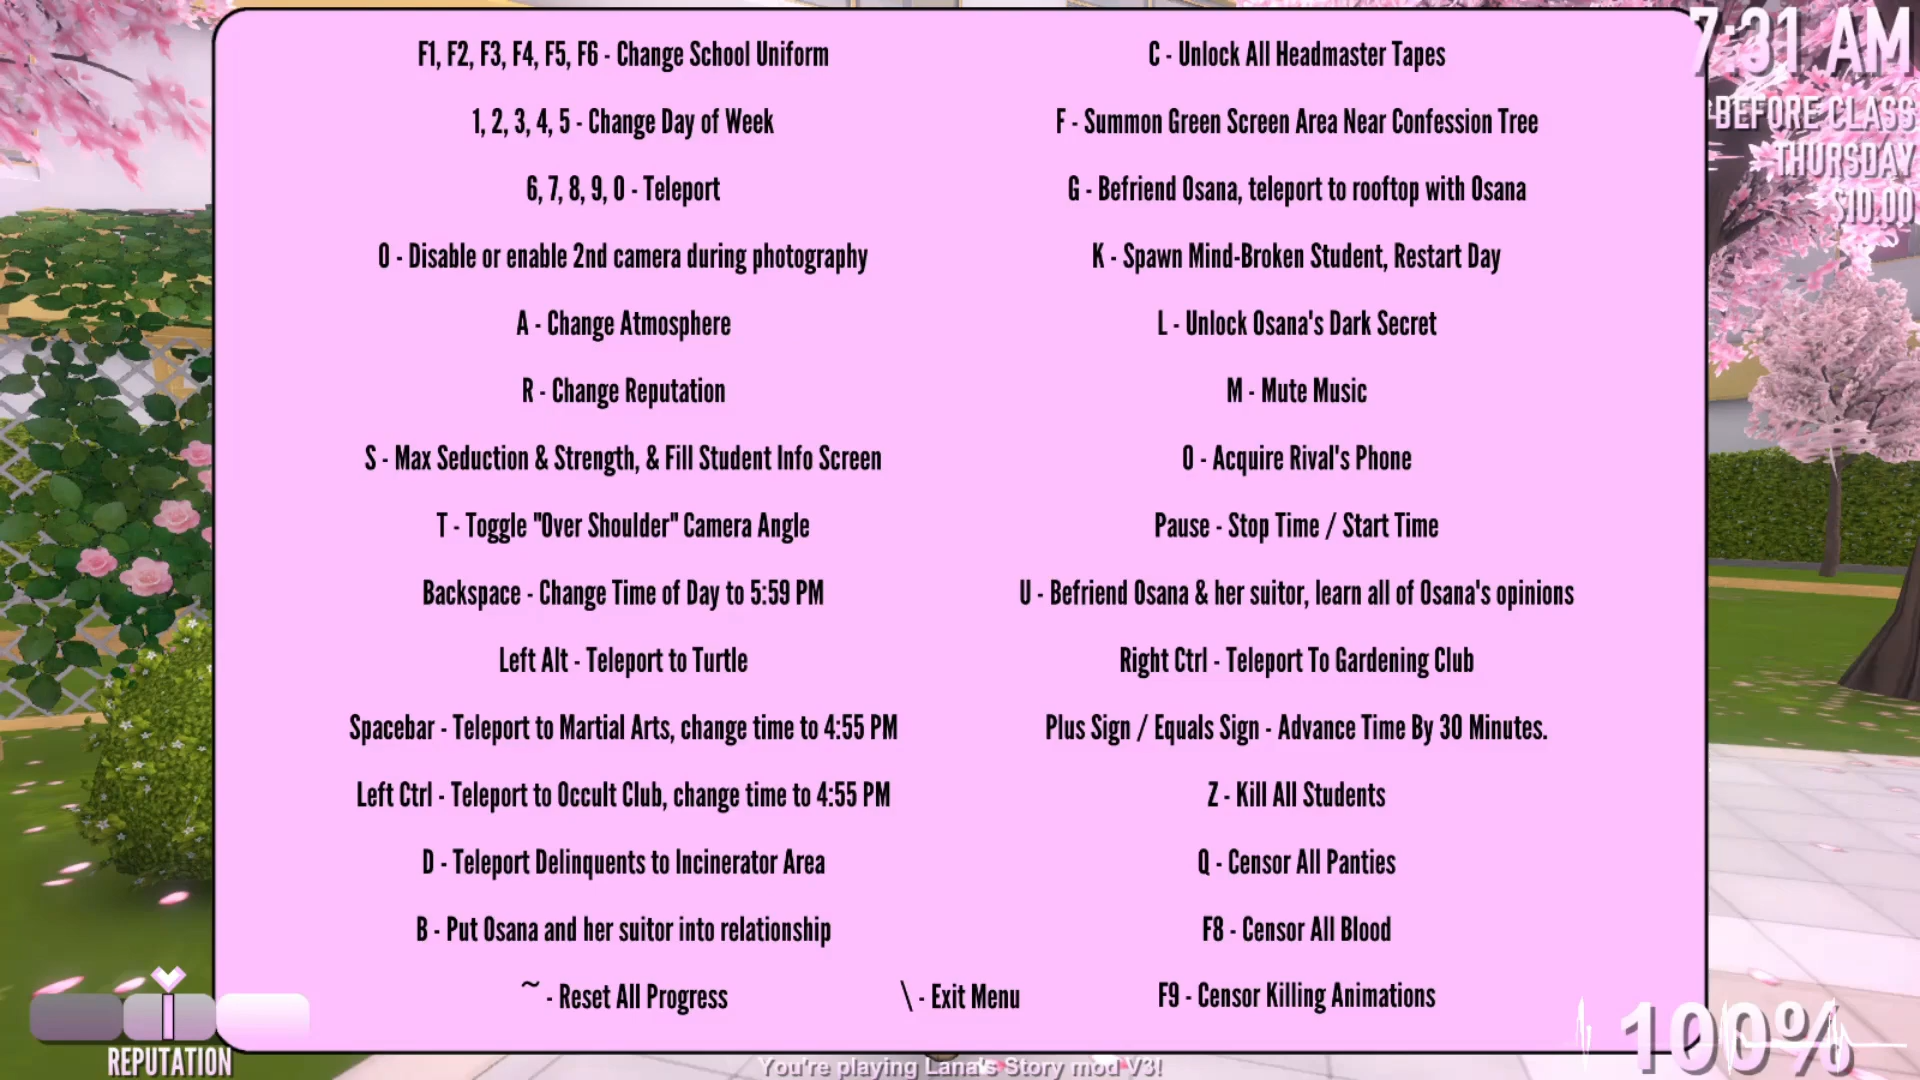 F1, F2, F3, F4, F5, F6 - Change School Uniform
1, 2, 3, 4, 5 - Change Day of Week
6, 7, 8, 9, 0 - Teleport
O - Disable or enable 2nd camera during photography
A - Change Atmosphere
R - Change Reputation
S - Max Seduction & Strength, & Fill Student Info Screen
T - Toggle "Over Shoulder" Camera Angle
Backspace - Change Time of Day to 5:59 PM
Left Alt - Teleport to Turtle
Spacebar - Teleport to Martial Arts, change time to 4:55 PM
Left Ctrl - Teleport to Occult Club, change time to 4:55 PM
D - Teleport Delinquents to Incinerator Area
B - Put Osana and her suitor into relationship
~ - Reset All Progress
\ - Exit Menu
C - Unlock All Headmaster Tapes
F - Summon Green Screen Area Near Confession Tree
G - Befriend Osana, teleport to rooftop with Osana
K - Spawn Mind-Broken Student, Restart Day
L - Unlock Osana's Dark Secret
M - Mute Music
O - Acquire Rival's Phone
Pause - Stop Time / Start Time
U - Befriend Osana & her suitor, learn all of Osana's opinions
Right Ctrl - Teleport To Gardening Club
Plus Sign / Equals Sign - Advance Time By 30 Minutes.
Z - Kill All Students
Q - Censor All Panties
F8 - Censor All Blood
F9 - Censor Killing Animations
7:31 AM
BEFORE CLASS
THURSDAY
$10.00
REPUTATION
100%
You're playing Lana's Story mod V3!